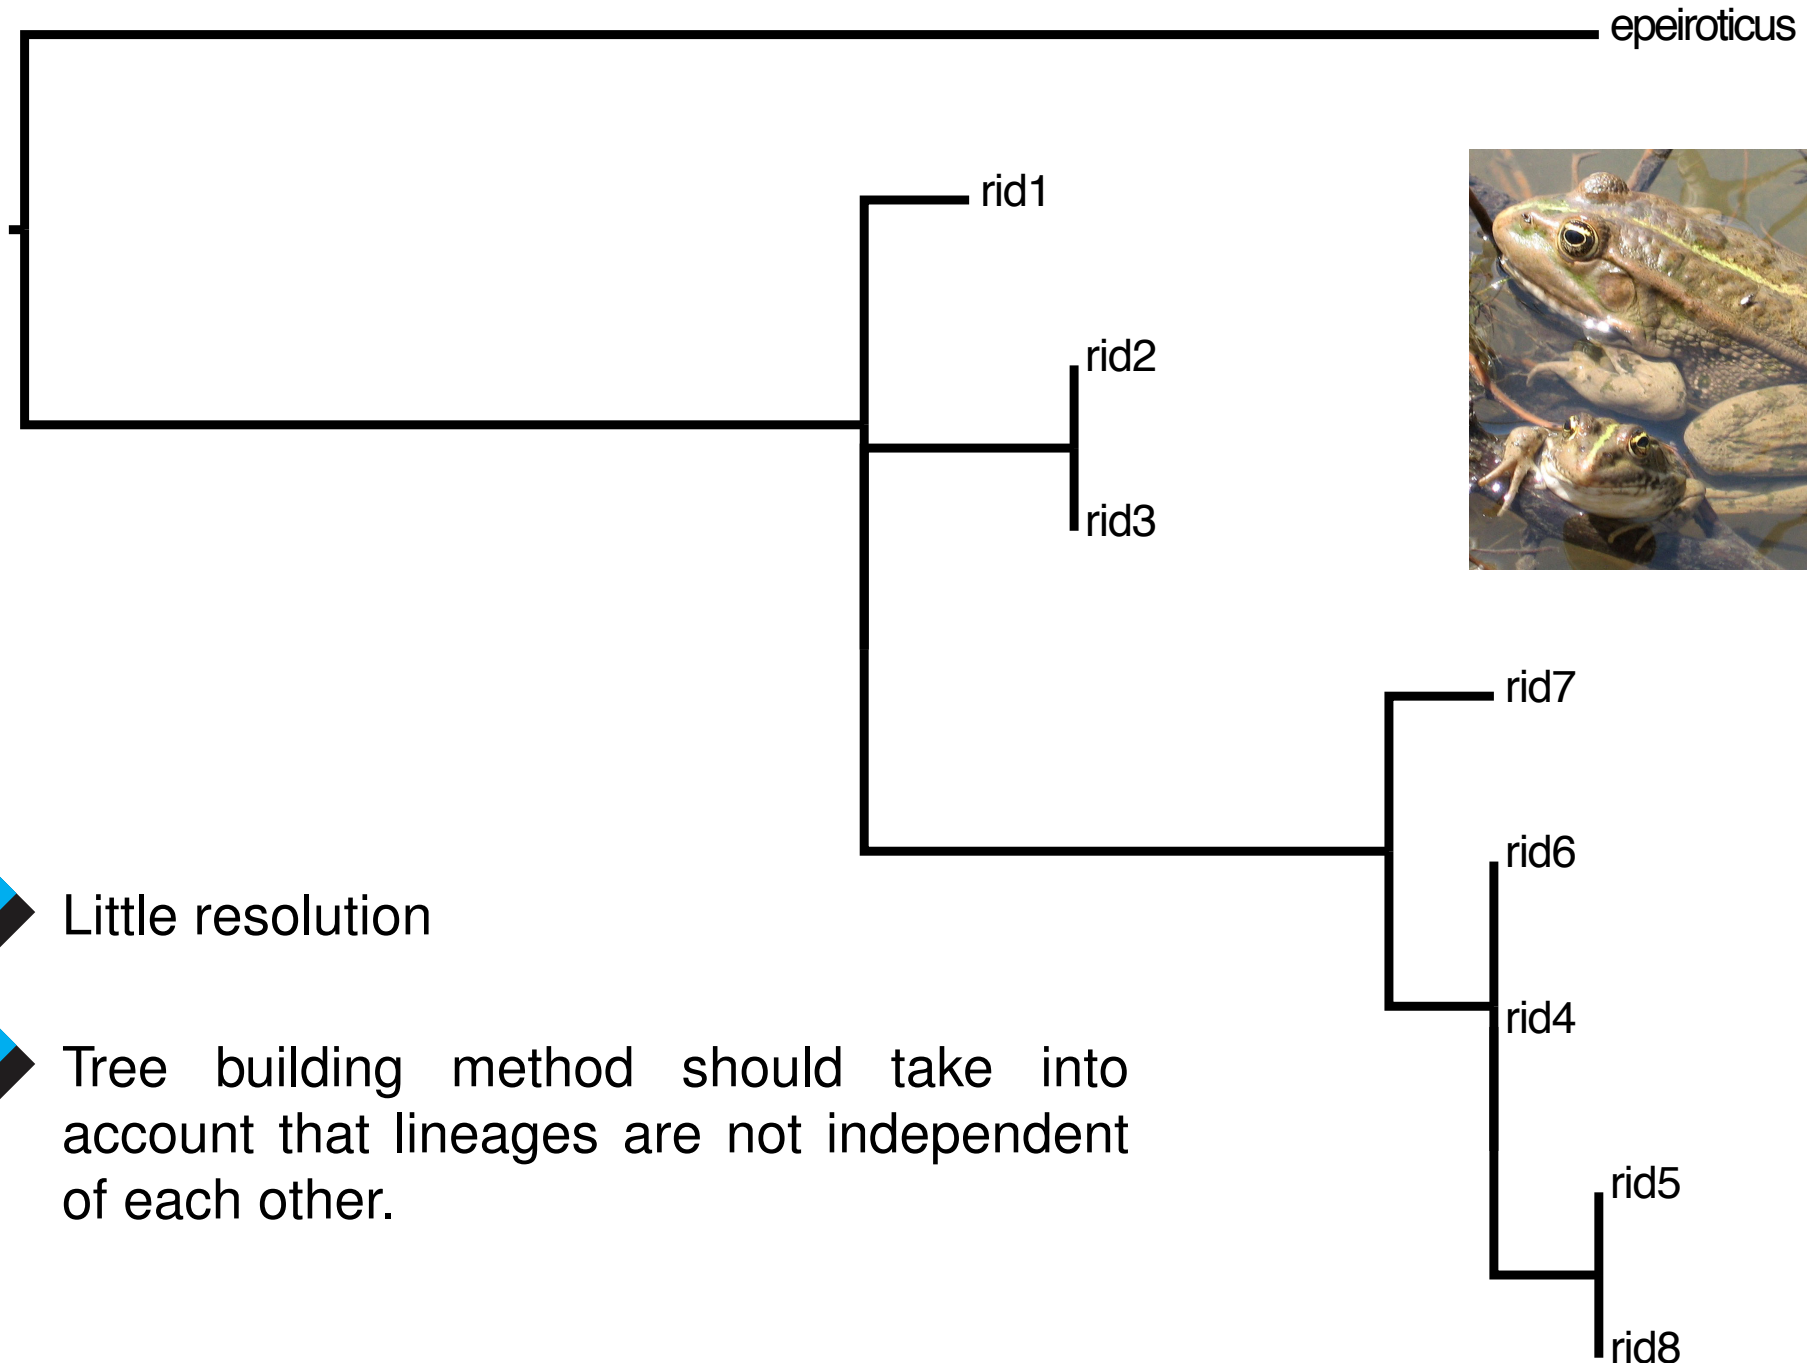 epeiroticus
rid1
rid2
rid3
rid7
rid6
rid4
rid5
rid8
Little resolution
Tree building method should take into
account that lineages are not independent
of each other.